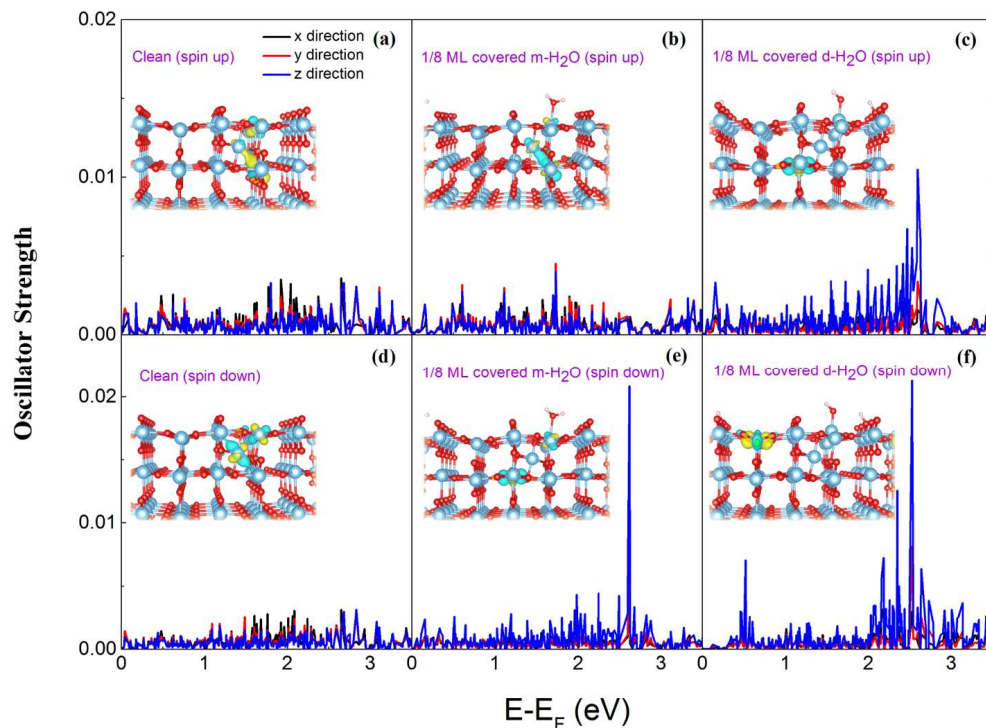 0.02
(a)
Clean (spin up)
x direction
y direction
z direction
(b)
1/8 ML covered m-H₂O (spin up)
(c)
1/8 ML covered d-H₂O (spin up)
0.01
0.00
Oscillator Strength
(d)
Clean (spin down)
(e)
1/8 ML covered m-H₂O (spin down)
(f)
1/8 ML covered d-H₂O (spin down)
0.02
0.01
0.00
0 1 2 3 0 1 2 3 0 1 2 3
E-E_F (eV)